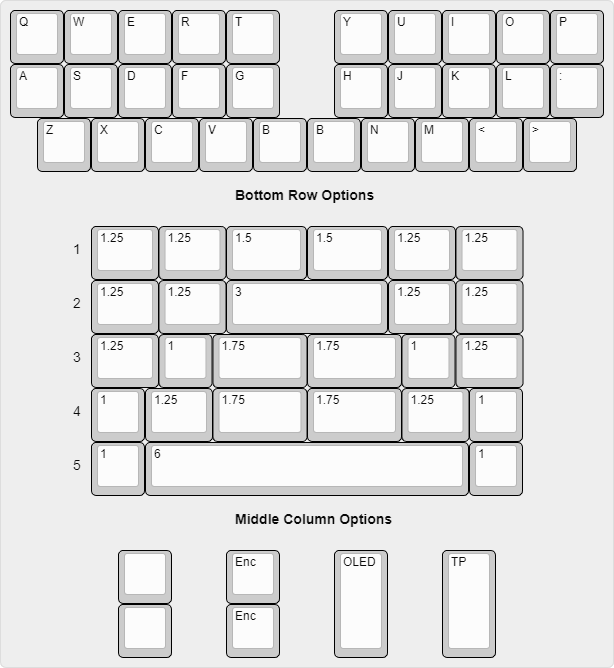 Q W E R T Y U I O P
A S D F G H J K L :
Z X C V B B N M < >
Bottom Row Options
1 1.25 1.25 1.5 1.5 1.25 1.25
2 1.25 1.25 3 1.25 1.25
3 1.25 1 1.75 1.75 1 1.25
4 1 1.25 1.75 1.75 1.25 1
5 1 6 1
Middle Column Options
Enc OLED TP
Enc